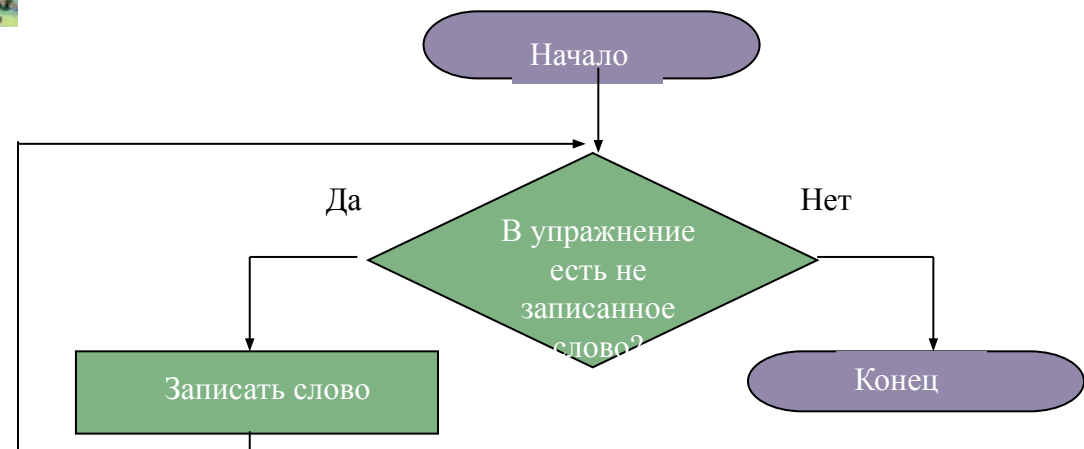 Начало
Да
Нет
В упражнение
есть не
записанное
слово?
Записать слово
Конец